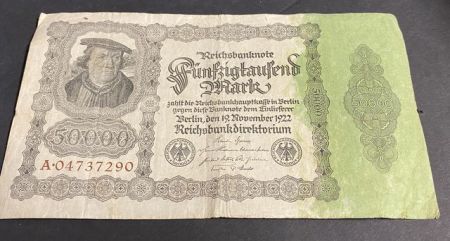 Reichsbanknote
Fünfzigtausend
Mark
zahlt die Reichsbankhauptkasse in Berlin
gegen diese Banknote dem Einlieferer
Berlin, den 19. November 1922
Reichsbankdirektorium
50000
A·04737290
50000